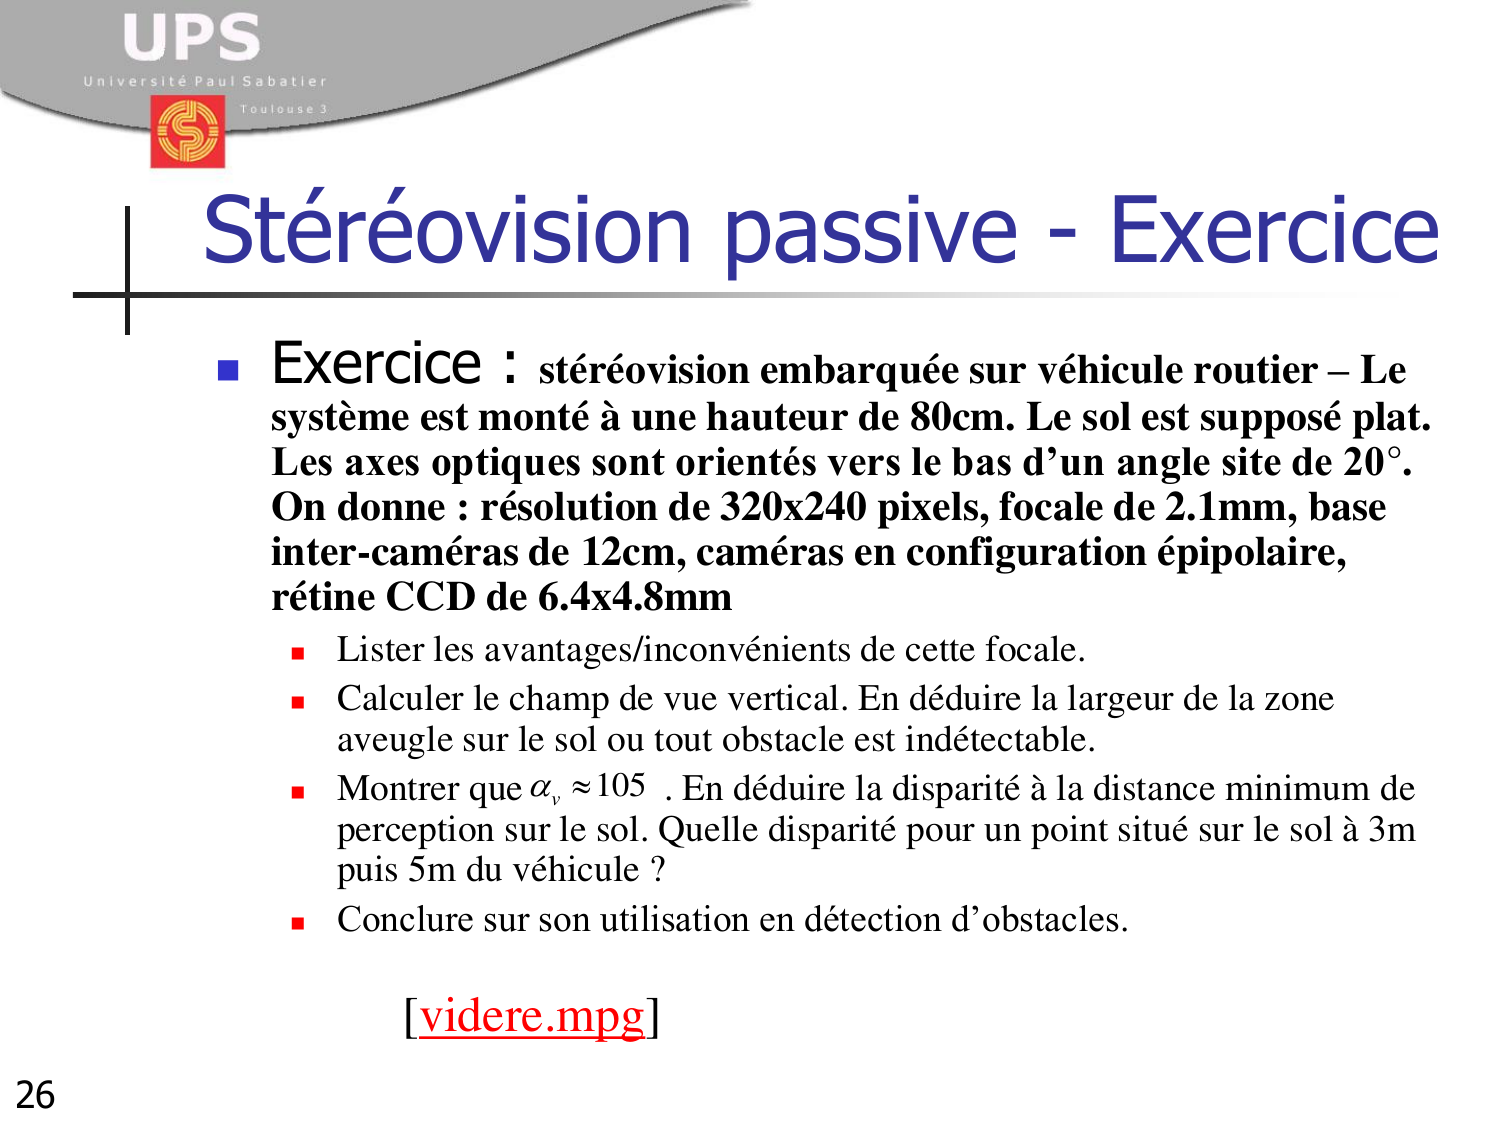 UPS
Université Paul Sabatier
Toulouse 3
Stéréovision passive - Exercice
Exercice : stéréovision embarquée sur véhicule routier – Le
système est monté à une hauteur de 80cm. Le sol est supposé plat.
Les axes optiques sont orientés vers le bas d’un angle site de 20°.
On donne : résolution de 320x240 pixels, focale de 2.1mm, base
inter-caméras de 12cm, caméras en configuration épipolaire,
rétine CCD de 6.4x4.8mm
Lister les avantages/inconvénients de cette focale.
Calculer le champ de vue vertical. En déduire la largeur de la zone
aveugle sur le sol ou tout obstacle est indétectable.
Montrer que αv ≈ 105 . En déduire la disparité à la distance minimum de
perception sur le sol. Quelle disparité pour un point situé sur le sol à 3m
puis 5m du véhicule ?
Conclure sur son utilisation en détection d’obstacles.
[videre.mpg]
26